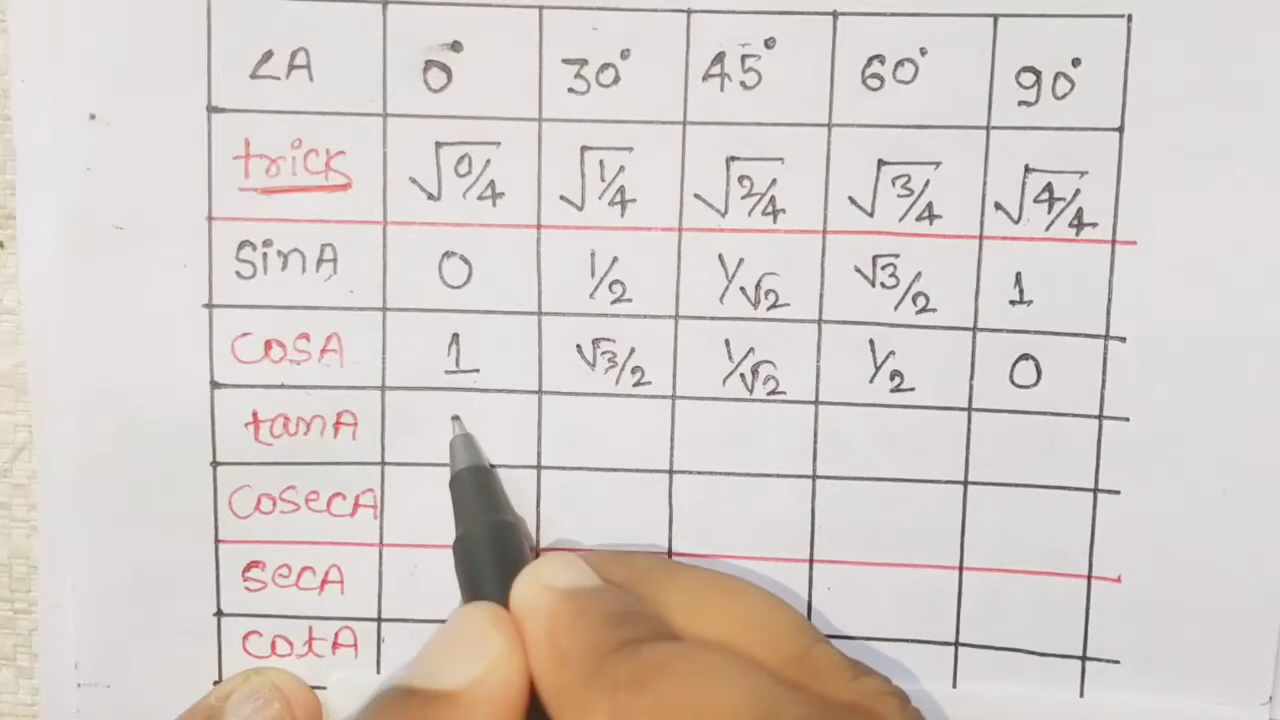 ∠A 0° 30° 45° 60° 90°
trick √0/4 √1/4 √2/4 √3/4 √4/4
SinA 0 1/2 1/√2 √3/2 1
COSA 1 √3/2 1/√2 1/2 0
tanA
COSECA
SECA
COTA